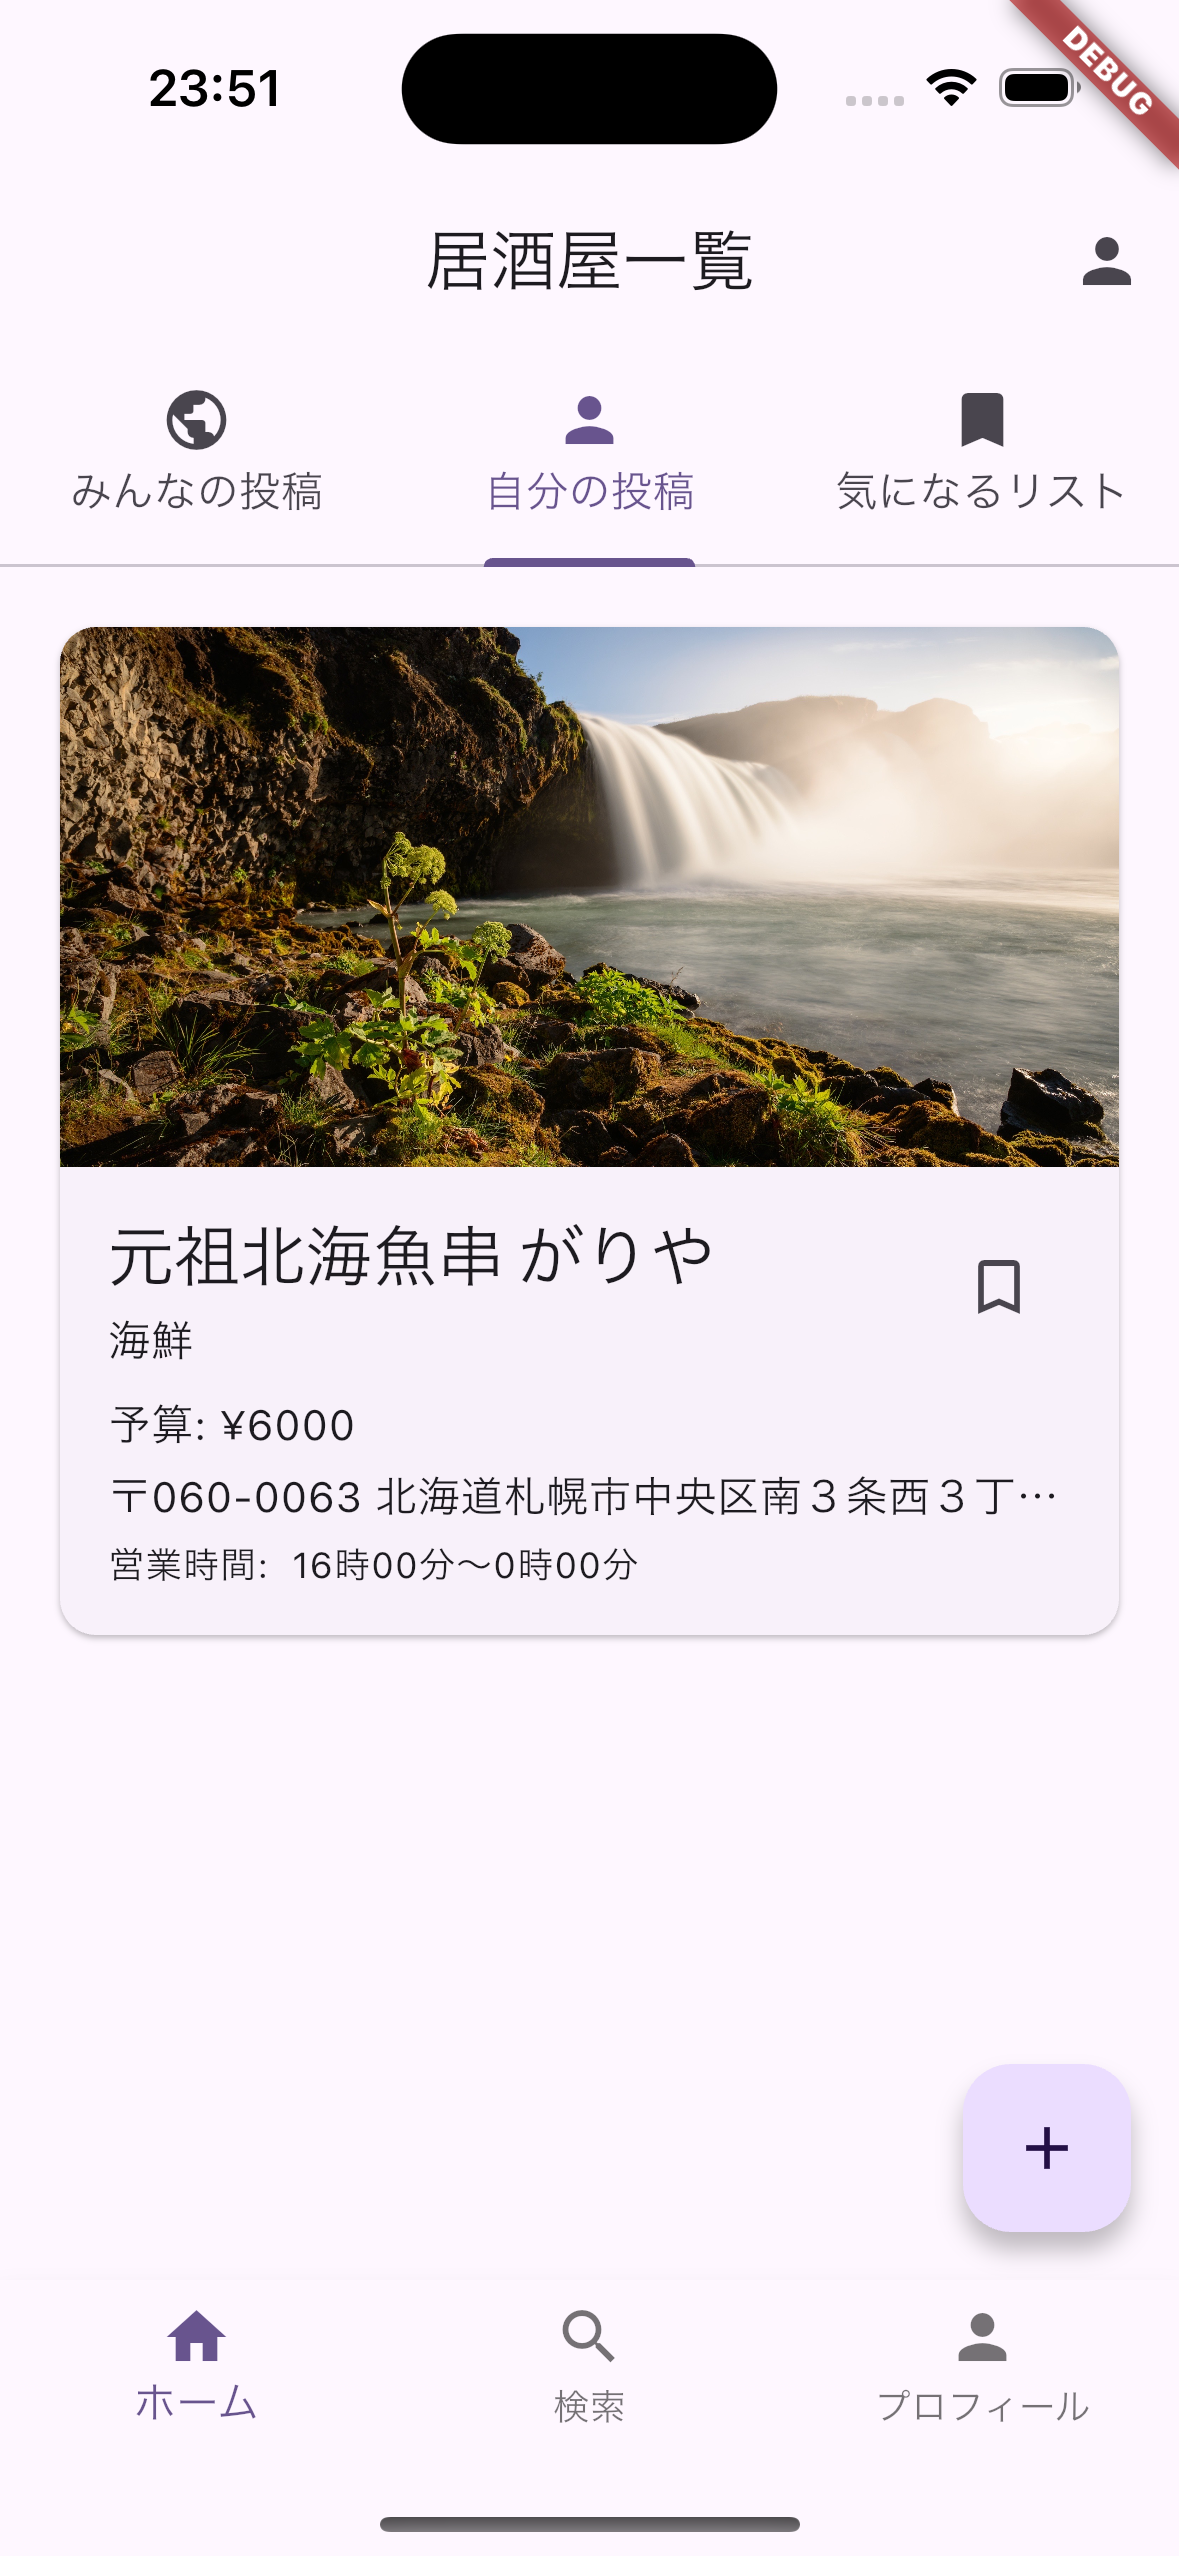 23:51
DEBUG
居酒屋一覧
みんなの投稿
自分の投稿
気になるリスト
元祖北海魚串 がりや
海鮮
予算: ¥6000
〒060-0063 北海道札幌市中央区南３条西３丁…
営業時間: 16時00分〜0時00分
ホーム
検索
プロフィール